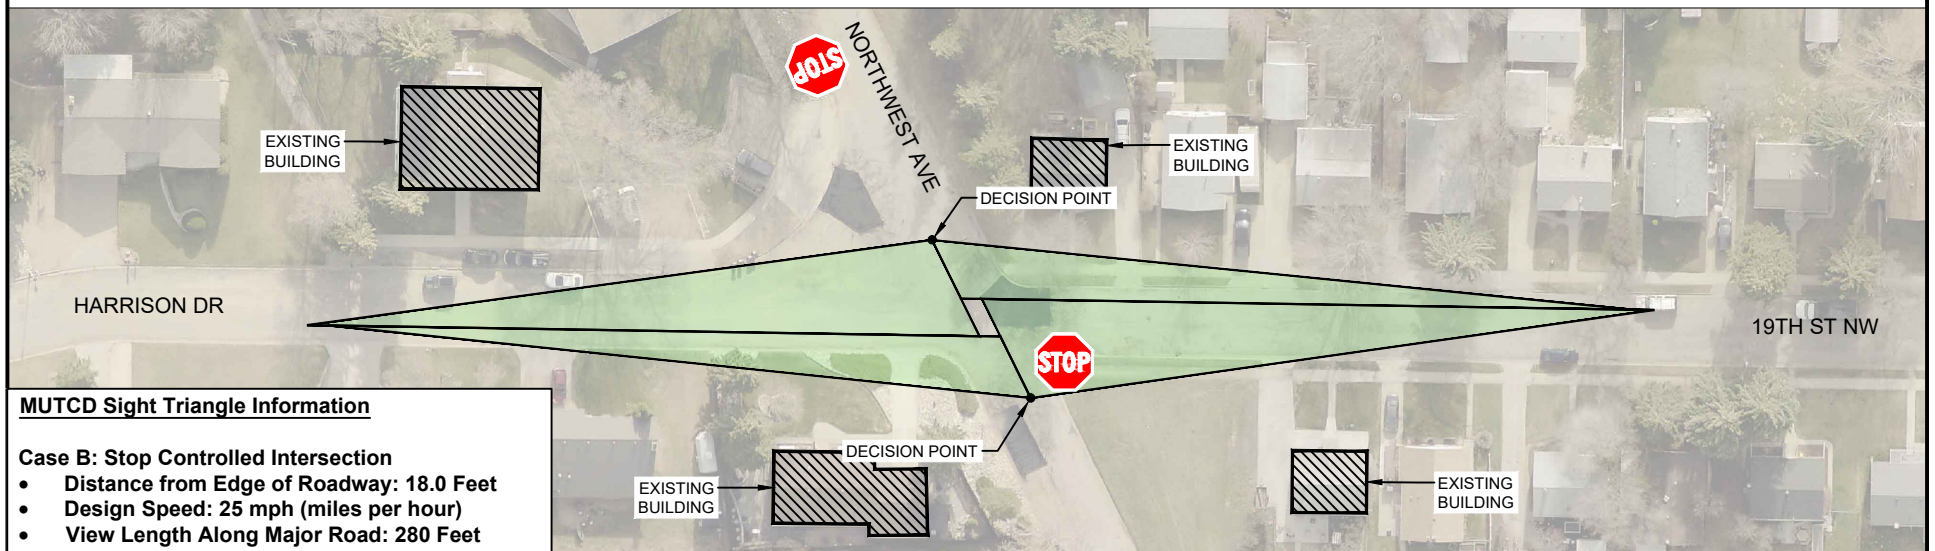 STOP
NORTHWEST AVE
EXISTING
BUILDING
EXISTING
BUILDING
DECISION POINT
HARRISON DR
19TH ST NW
STOP
MUTCD Sight Triangle Information
Case B: Stop Controlled Intersection
• Distance from Edge of Roadway: 18.0 Feet
• Design Speed: 25 mph (miles per hour)
• View Length Along Major Road: 280 Feet
DECISION POINT
EXISTING
BUILDING
EXISTING
BUILDING